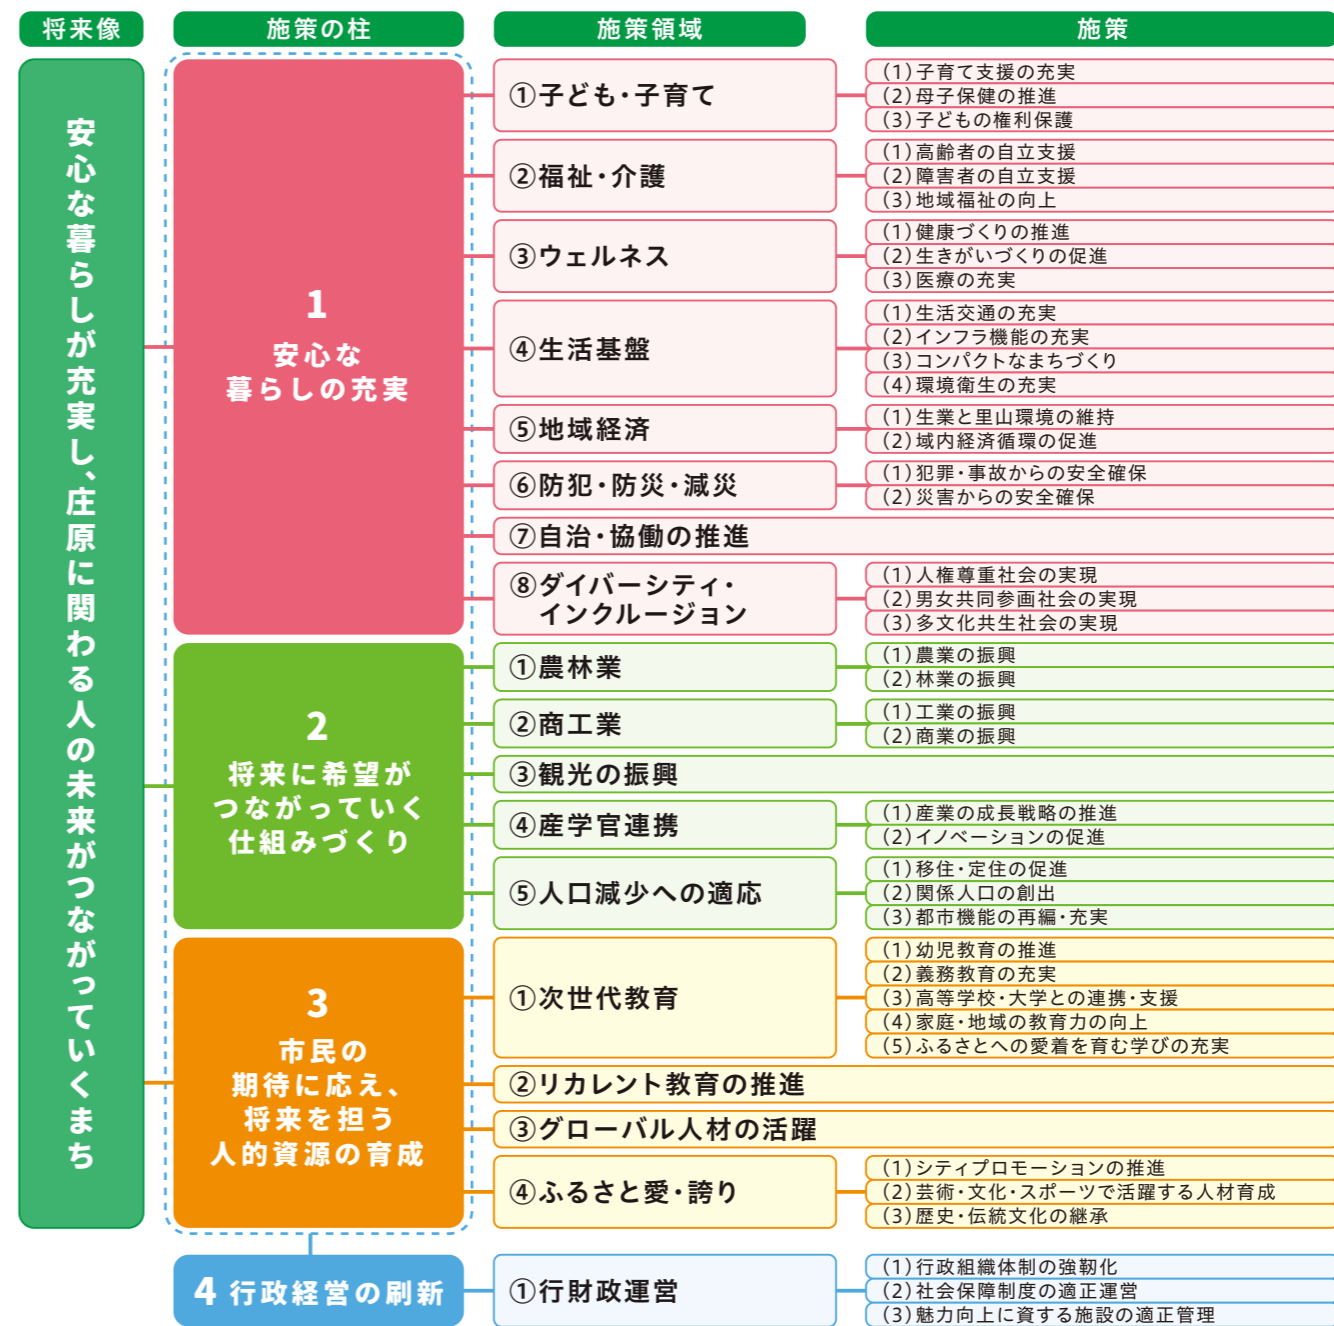 将来像
施策の柱
施策領域
施策
安心な暮らしが充実し、庄原に関わる人の未来がつながっていくまち
1
安心な
暮らしの充実
①子ども・子育て
(1)子育て支援の充実
(2)母子保健の推進
(3)子どもの権利保護
②福祉・介護
(1)高齢者の自立支援
(2)障害者の自立支援
(3)地域福祉の向上
③ウェルネス
(1)健康づくりの推進
(2)生きがいづくりの促進
(3)医療の充実
④生活基盤
(1)生活交通の充実
(2)インフラ機能の充実
(3)コンパクトなまちづくり
(4)環境衛生の充実
⑤地域経済
(1)生業と里山環境の維持
(2)域内経済循環の促進
⑥防犯・防災・減災
(1)犯罪・事故からの安全確保
(2)災害からの安全確保
⑦自治・協働の推進
⑧ダイバーシティ・
インクルージョン
(1)人権尊重社会の実現
(2)男女共同参画社会の実現
(3)多文化共生社会の実現
2
将来に希望が
つながっていく
仕組みづくり
①農林業
(1)農業の振興
(2)林業の振興
②商工業
(1)工業の振興
(2)商業の振興
③観光の振興
④産学官連携
(1)産業の成長戦略の推進
(2)イノベーションの促進
⑤人口減少への適応
(1)移住・定住の促進
(2)関係人口の創出
(3)都市機能の再編・充実
3
市民の
期待に応え、
将来を担う
人的資源の育成
①次世代教育
(1)幼児教育の推進
(2)義務教育の充実
(3)高等学校・大学との連携・支援
(4)家庭・地域の教育力の向上
(5)ふるさとへの愛着を育む学びの充実
②リカレント教育の推進
③グローバル人材の活躍
④ふるさと愛・誇り
(1)シティプロモーションの推進
(2)芸術・文化・スポーツで活躍する人材育成
(3)歴史・伝統文化の継承
4 行政経営の刷新
①行財政運営
(1)行政組織体制の強靭化
(2)社会保障制度の適正運営
(3)魅力向上に資する施設の適正管理